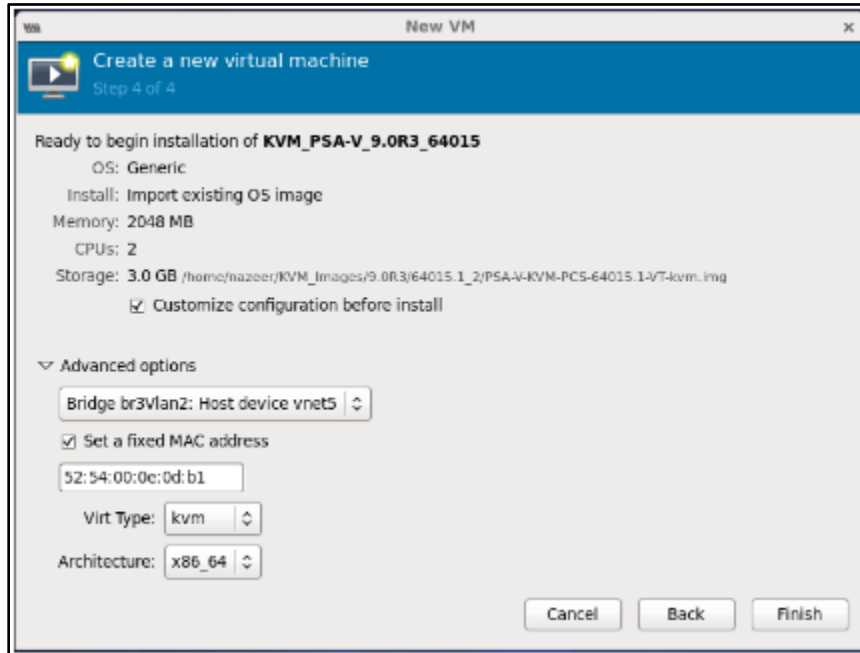 New VM
Create a new virtual machine
Step 4 of 4
Ready to begin installation of KVM_PSA-V_9.0R3_64015
OS: Generic
Install: Import existing OS image
Memory: 2048 MB
CPUs: 2
Storage: 3.0 GB /home/nazeer/KVM_Images/9.0R3/64015.1_2/PSA-V-KVM-PCS-64015.1-VT-kvm.img
Customize configuration before install
Advanced options
Bridge br3Vlan2: Host device vnet5
Set a fixed MAC address
52:54:00:0e:0d:b1
Virt Type: kvm
Architecture: x86_64
Cancel Back Finish